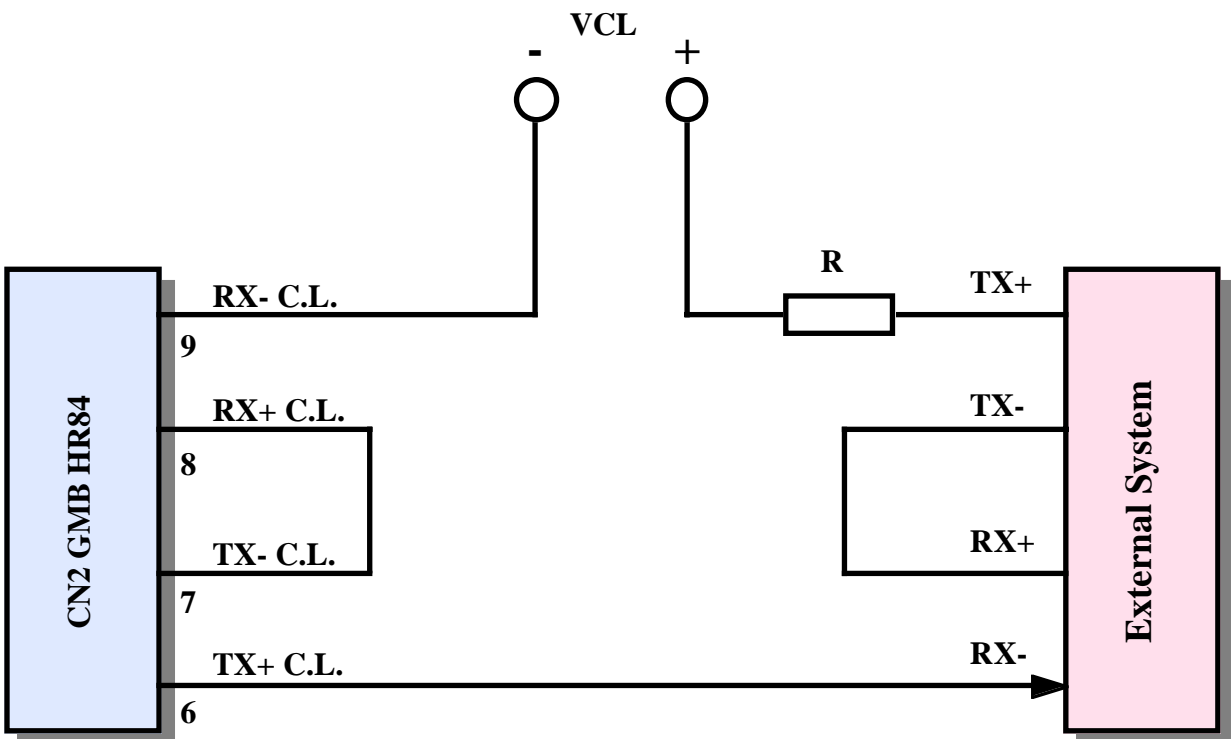 VCL
- +
R
CN2 GMB HR84
RX- C.L.
9
RX+ C.L.
8
TX- C.L.
7
TX+ C.L.
6
TX+
TX-
RX+
RX-
External System